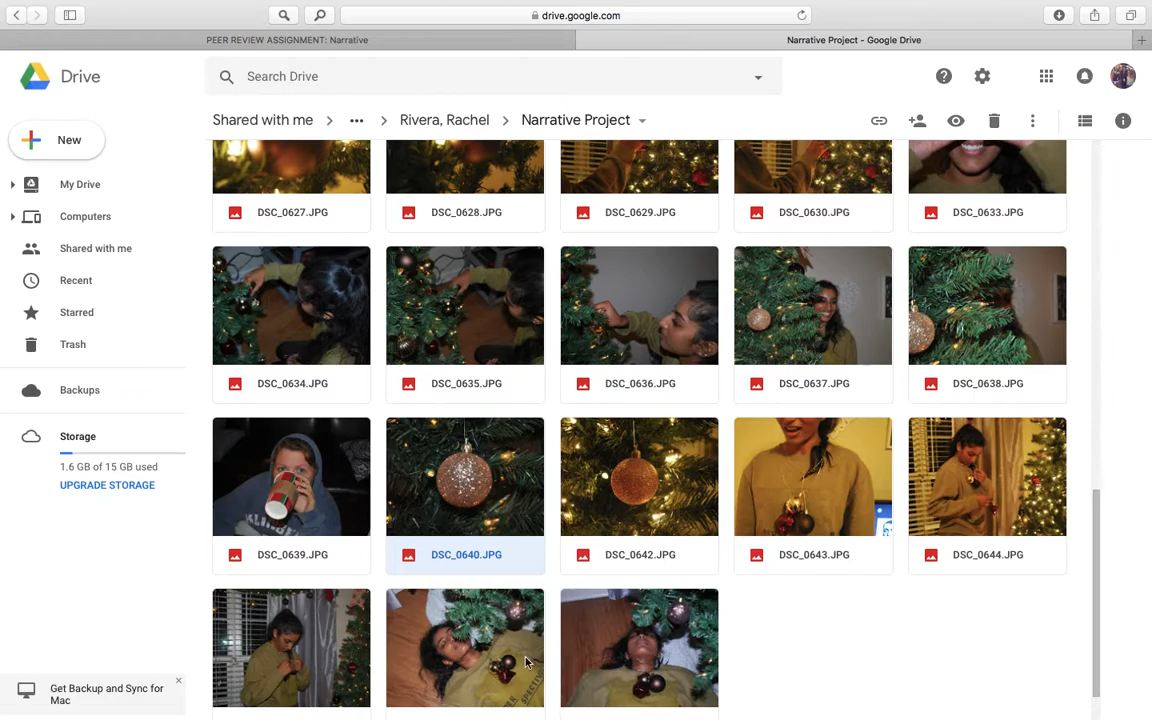 drive.google.com
PEER REVIEW ASSIGNMENT: Narrative
Narrative Project - Google Drive
Drive
Search Drive
New
Shared with me
Rivera, Rachel
Narrative Project
My Drive
Computers
Shared with me
Recent
Starred
Trash
Backups
Storage
1.6 GB of 15 GB used
UPGRADE STORAGE
Get Backup and Sync for
Mac
DSC_0627.JPG
DSC_0628.JPG
DSC_0629.JPG
DSC_0630.JPG
DSC_0633.JPG
DSC_0634.JPG
DSC_0635.JPG
DSC_0636.JPG
DSC_0637.JPG
DSC_0638.JPG
DSC_0639.JPG
DSC_0640.JPG
DSC_0642.JPG
DSC_0643.JPG
DSC_0644.JPG